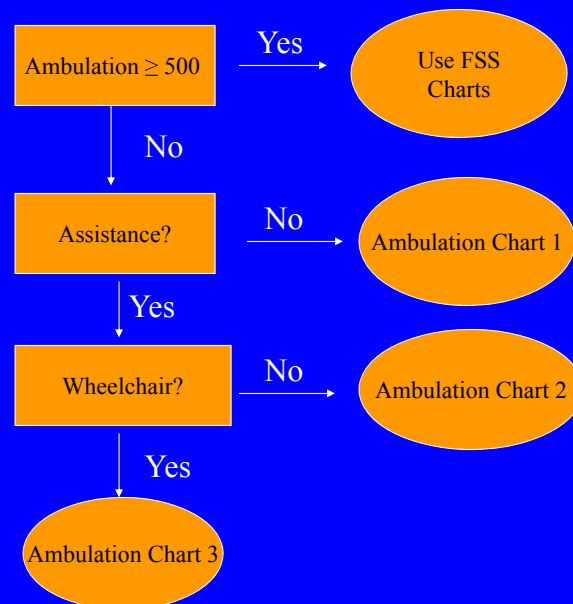 Ambulation ≥ 500
Yes
Use FSS
Charts
No
Assistance?
No
Ambulation Chart 1
Yes
Wheelchair?
No
Ambulation Chart 2
Yes
Ambulation Chart 3